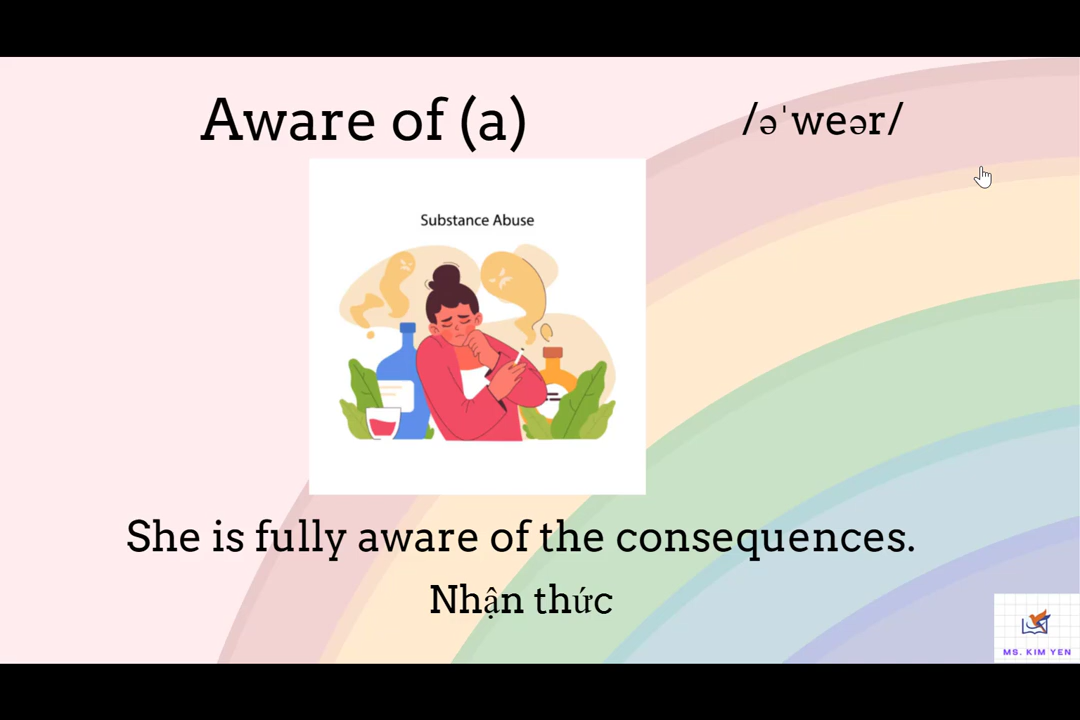 Aware of (a)
/əˈweər/
Substance Abuse
She is fully aware of the consequences.
Nhận thức
MS. KIM YEN